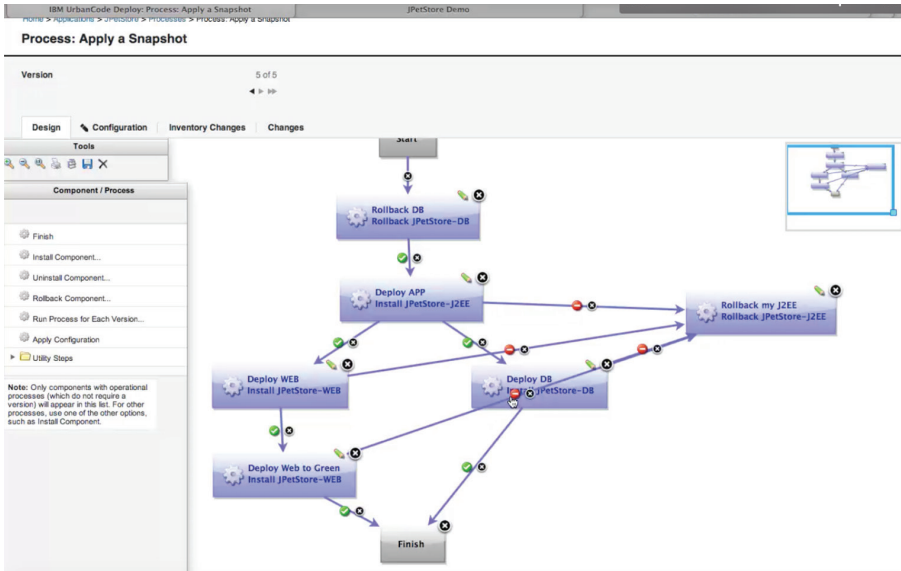 IBM UrbanCode Deploy: Process: Apply a Snapshot
JPetStore Demo
Home > Applications > JPetStore > Processes > Process: Apply a Snapshot
Process: Apply a Snapshot
Version
5 of 5
Design
Configuration
Inventory Changes
Changes
Tools
Component / Process
Finish
Install Component...
Uninstall Component...
Rollback Component...
Run Process for Each Version...
Apply Configuration
Utility Steps
Note: Only components with operational
processes (which do not require a
version) will appear in this list. For other
processes, use one of the other options,
such as Install Component.
Start
Rollback DB
Rollback JPetStore-DB
Deploy APP
Install JPetStore-J2EE
Rollback my J2EE
Rollback JPetStore-J2EE
Deploy WEB
Install JPetStore-WEB
Deploy DB
Install JPetStore-DB
Deploy Web to Green
Install JPetStore-WEB
Finish